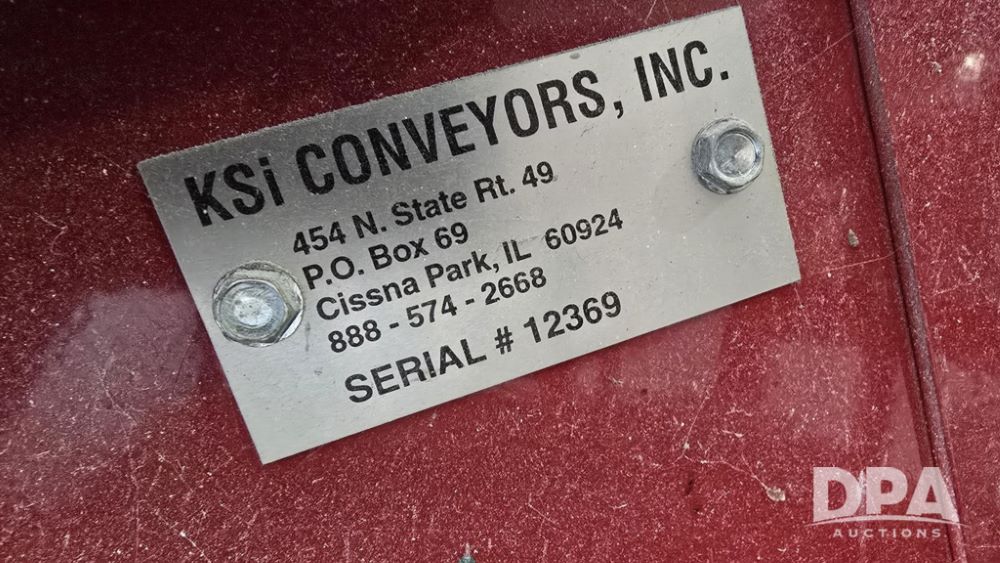 KSi CONVEYORS, INC.
454 N. State Rt. 49
P.O. Box 69
Cissna Park, IL 60924
888 - 574 - 2668
SERIAL # 12369
DPA
AUCTIONS